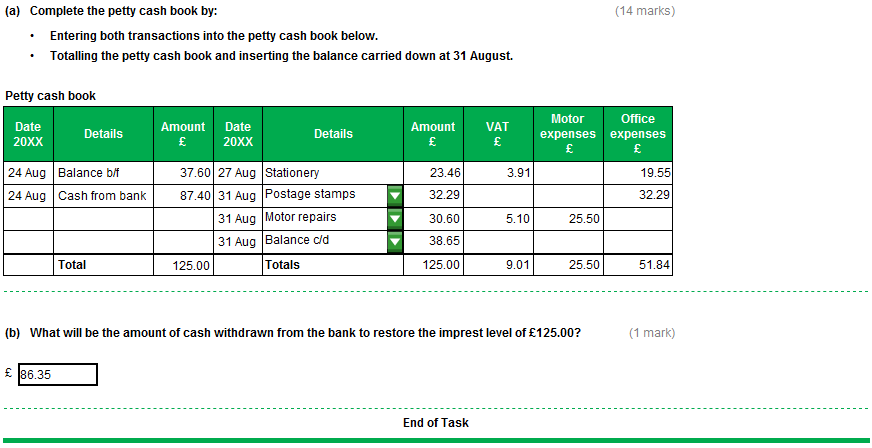 (a) Complete the petty cash book by: (14 marks)
• Entering both transactions into the petty cash book below.
• Totalling the petty cash book and inserting the balance carried down at 31 August.
Petty cash book
Date 20XX Details Amount £ Date 20XX Details Amount £ VAT £ Motor expenses £ Office expenses £
24 Aug Balance b/f 37.60 27 Aug Stationery 23.46 3.91 19.55
24 Aug Cash from bank 87.40 31 Aug Postage stamps 32.29 32.29
31 Aug Motor repairs 30.60 5.10 25.50
31 Aug Balance c/d 38.65
Total 125.00 Totals 125.00 9.01 25.50 51.84
(b) What will be the amount of cash withdrawn from the bank to restore the imprest level of £125.00? (1 mark)
£ 86.35
End of Task